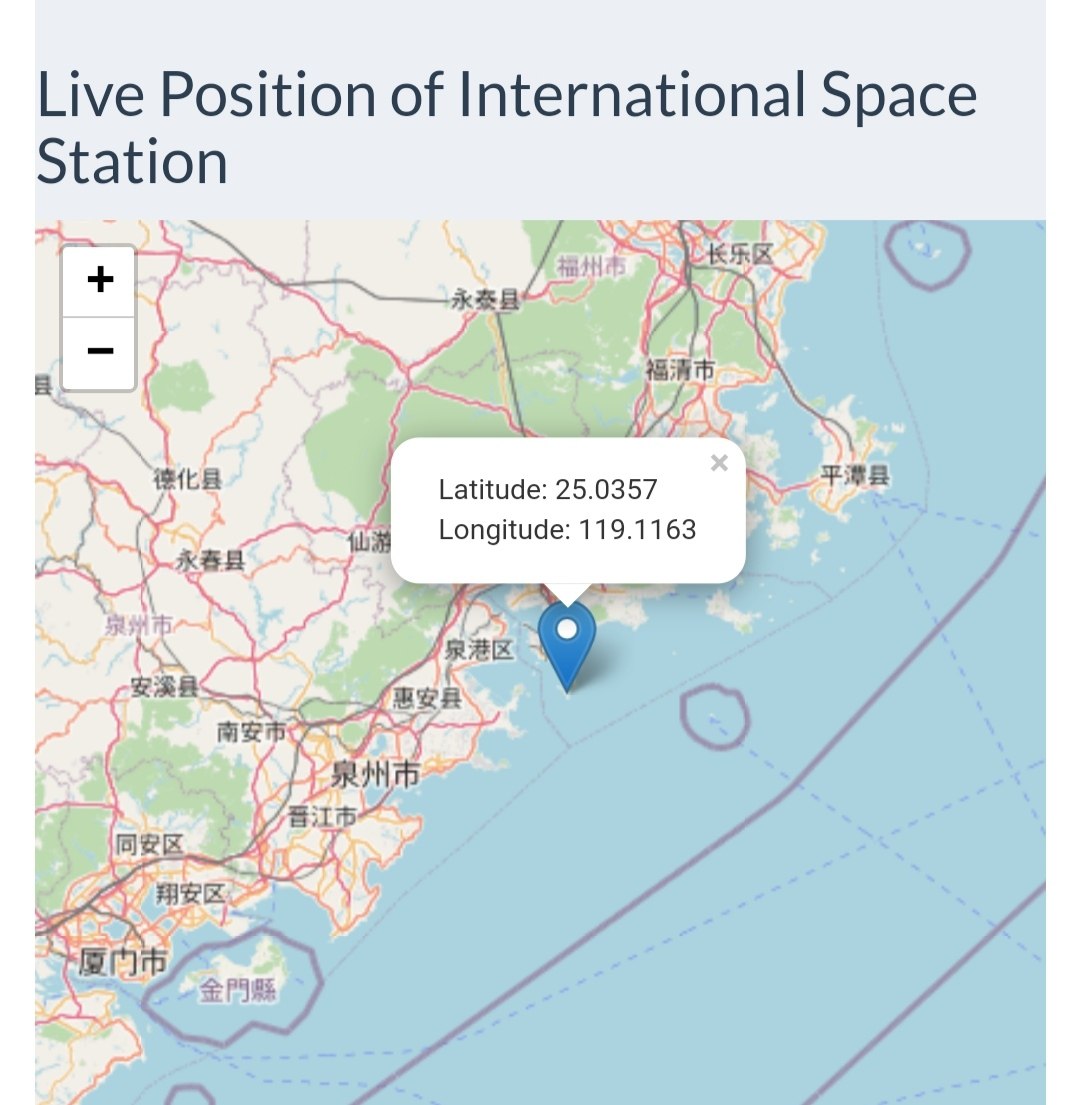 Live Position of International Space
Station
+
−
长乐区
福州市
永泰县
福清市
县
平潭县
德化县
×
Latitude: 25.0357
Longitude: 119.1163
仙游
永春县
泉州市
泉港区
安溪县
惠安县
南安市
泉州市
晋江市
同安区
翔安区
厦门市
金門縣